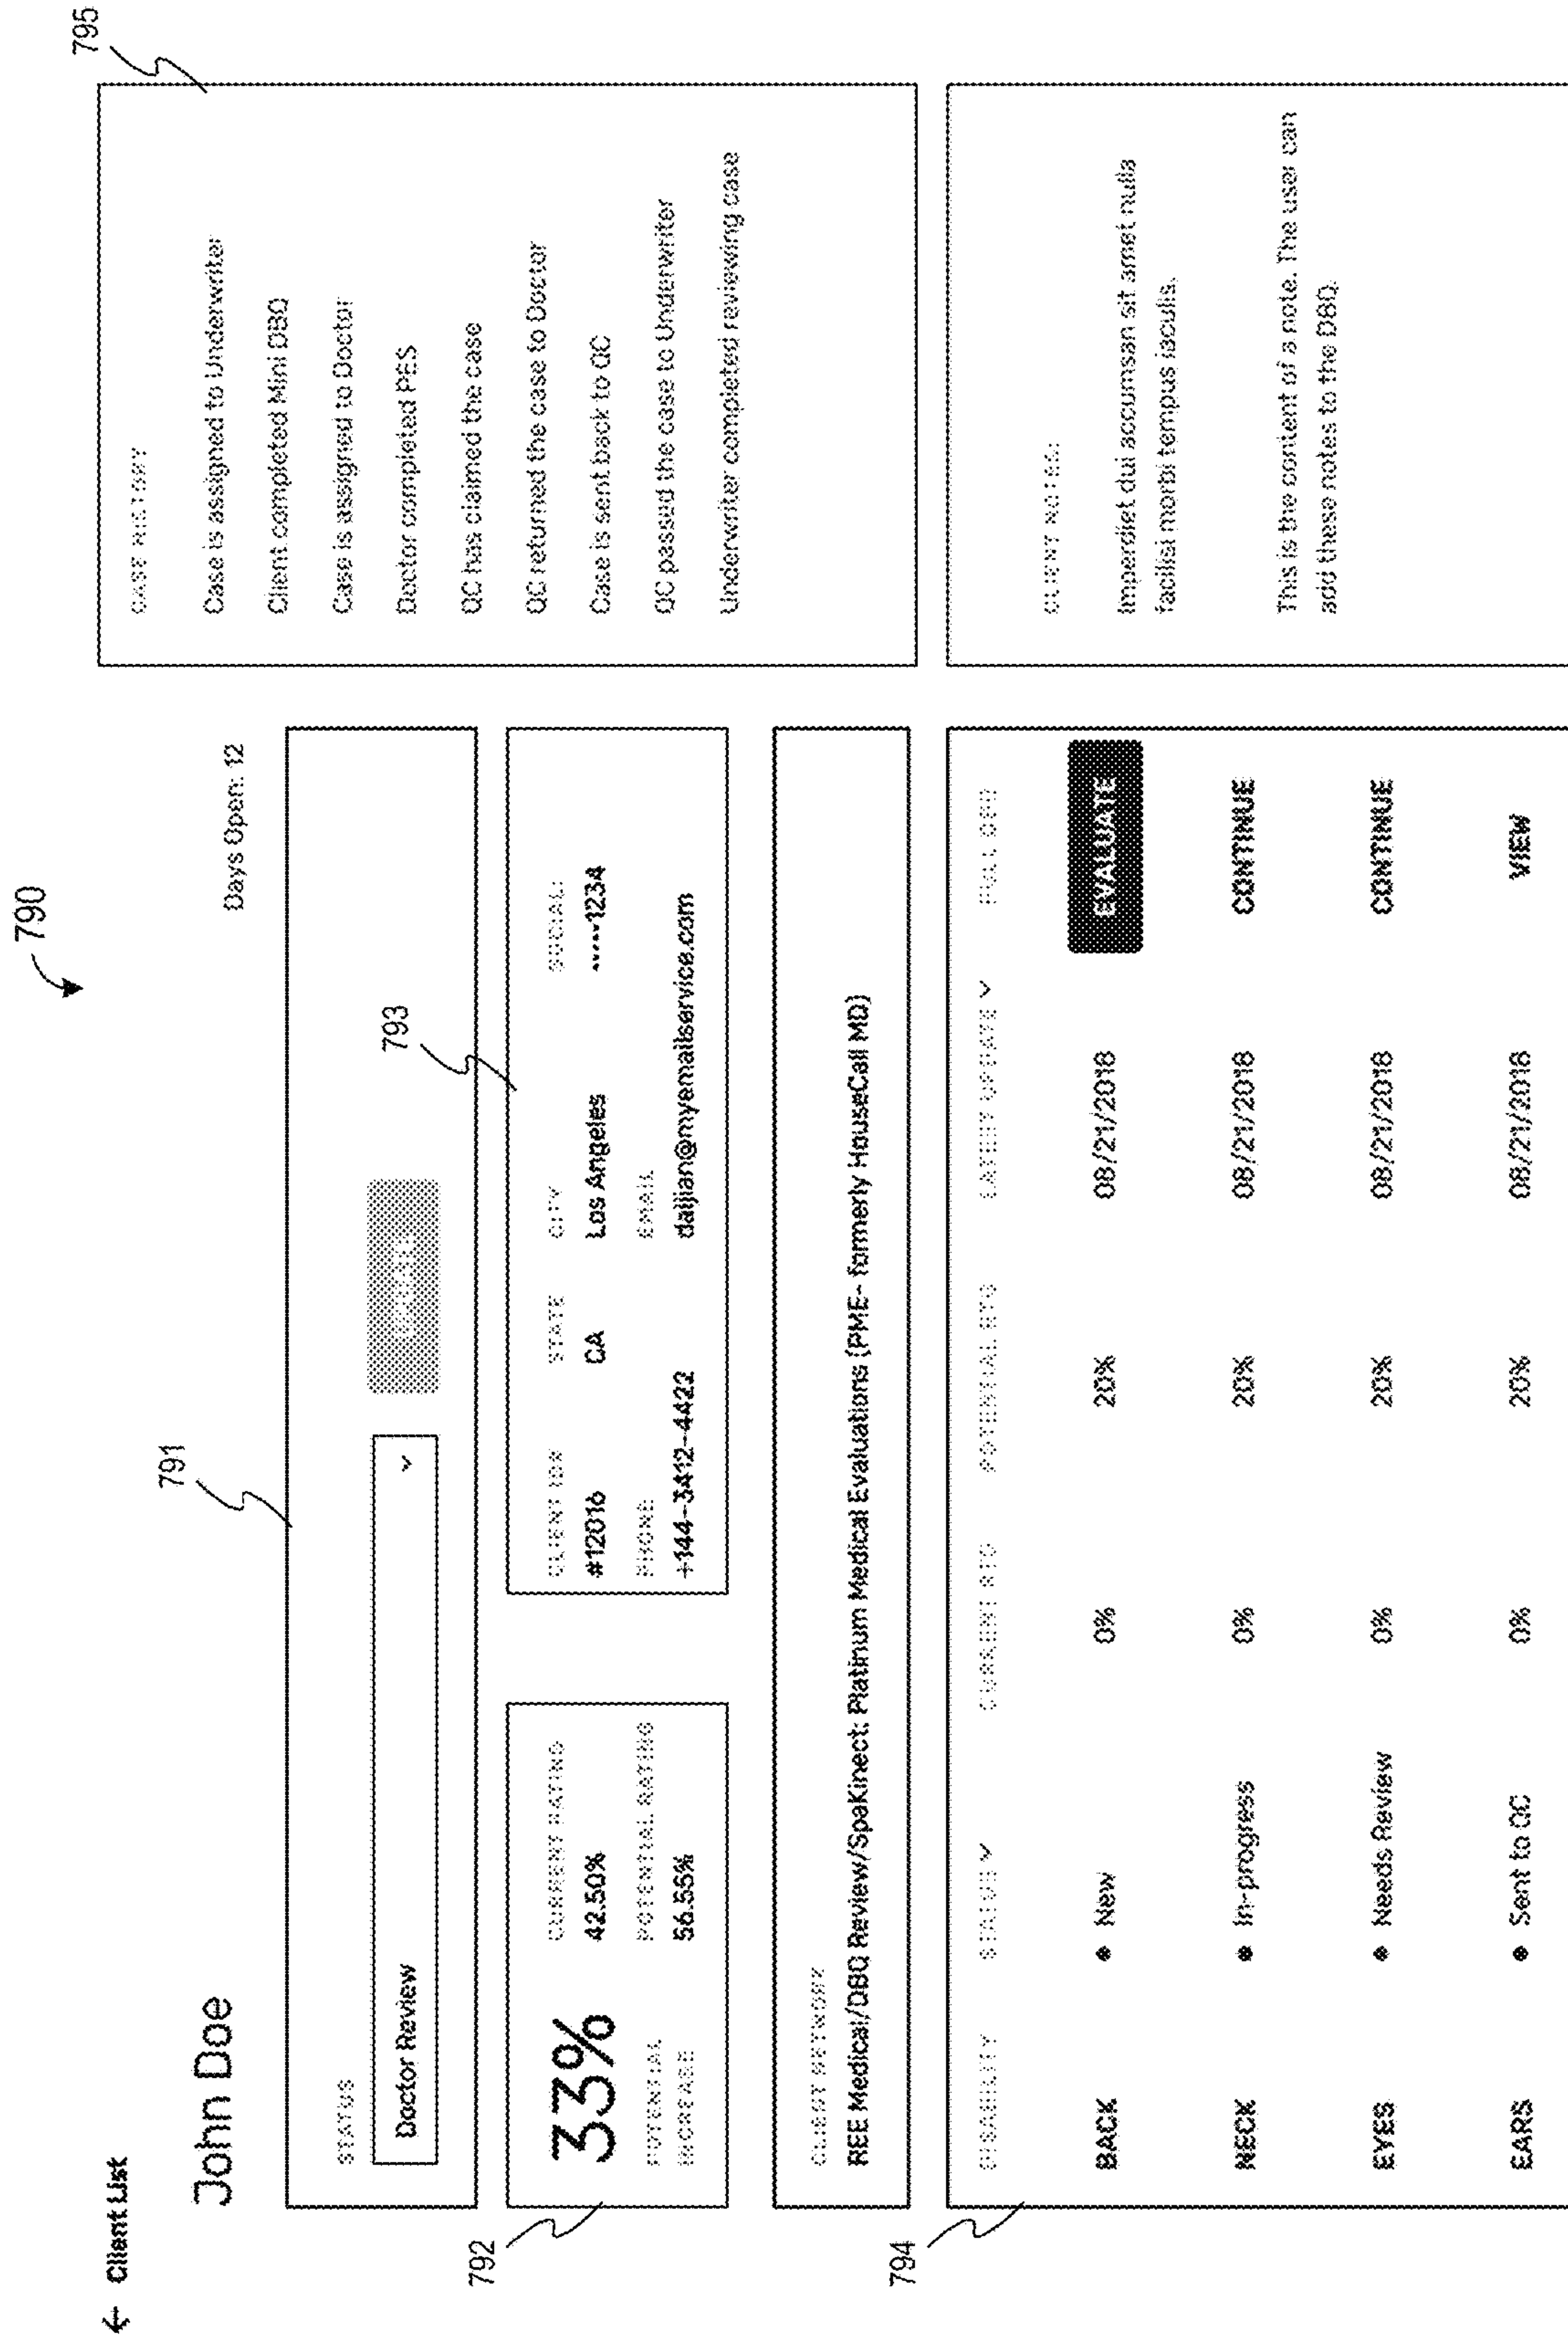 790
← Client List
John Doe
Days Open: 12
791
STATUS
Doctor Review
792
33%
POTENTIAL
INCREASE
CURRENT RATING
42.50%
POTENTIAL RATING
56.55%
793
CLIENT ID#
STATE
CITY
SOCIAL:
#12016
CA
Los Angeles
1234
PHONE
EMAIL
+144-3412-4422
daijian@myemailservice.com
CLIENT NETWORK
REE Medical/DBQ Review/SpaKinect: Platinum Medical Evaluations (PME- formerly HouseCall MD)
794
DISABILITY STATUS CURRENT RTG POTENTIAL RTG LATEST UPDATE FULL DBQ
BACK New 0% 20% 08/21/2018 EVALUATE
NECK In-progress 0% 20% 08/21/2018 CONTINUE
EYES Needs Review 0% 20% 08/21/2018 CONTINUE
EARS Sent to QC 0% 20% 08/21/2018 VIEW
795
CASE HISTORY
Case is assigned to Underwriter
Client completed Mini DBQ
Case is assigned to Doctor
Doctor completed PES
QC has claimed the case
QC returned the case to Doctor
Case is sent back to QC
QC passed the case to Underwriter
Underwriter completed reviewing case
CLIENT NOTES:
Imperdiet dui accumsan sit amet nulla
facilisi morbi tempus iaculis.
This is the content of a note. The user can
add these notes to the DBQ.